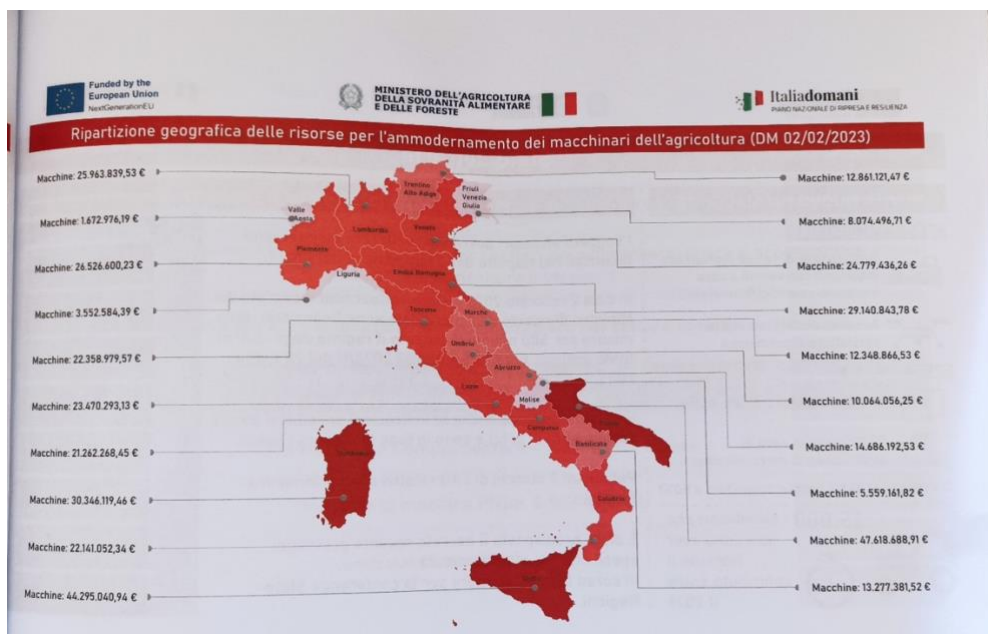 Funded by the
European Union
NextGenerationEU
MINISTERO DELL'AGRICOLTURA
DELLA SOVRANITÀ ALIMENTARE
E DELLE FORESTE
Italiadomani
PIANO NAZIONALE DI RIPRESA E RESILIENZA
Ripartizione geografica delle risorse per l'ammodernamento dei macchinari dell'agricoltura (DM 02/02/2023)
Macchine: 25.963.839,53 €
Macchine: 1.672.976,19 €
Macchine: 26.526.600,23 €
Macchine: 3.552.584,39 €
Macchine: 22.358.979,57 €
Macchine: 23.470.293,13 €
Macchine: 21.262.268,45 €
Macchine: 30.346.119,46 €
Macchine: 22.141.052,34 €
Macchine: 44.295.040,94 €
Trentino
Alto Adige
Friuli
Venezia
Giulia
Valle
Aosta
Lombardia
Veneto
Piemonte
Liguria
Emilia Romagna
Toscana
Marche
Umbria
Abruzzo
Lazio
Molise
Campania
Basilicata
Calabria
Macchine: 12.861.121,47 €
Macchine: 8.074.496,71 €
Macchine: 24.779.436,26 €
Macchine: 29.140.843,78 €
Macchine: 12.348.866,53 €
Macchine: 10.064.056,25 €
Macchine: 14.686.192,53 €
Macchine: 5.559.161,82 €
Macchine: 47.618.688,91 €
Macchine: 13.277.381,52 €